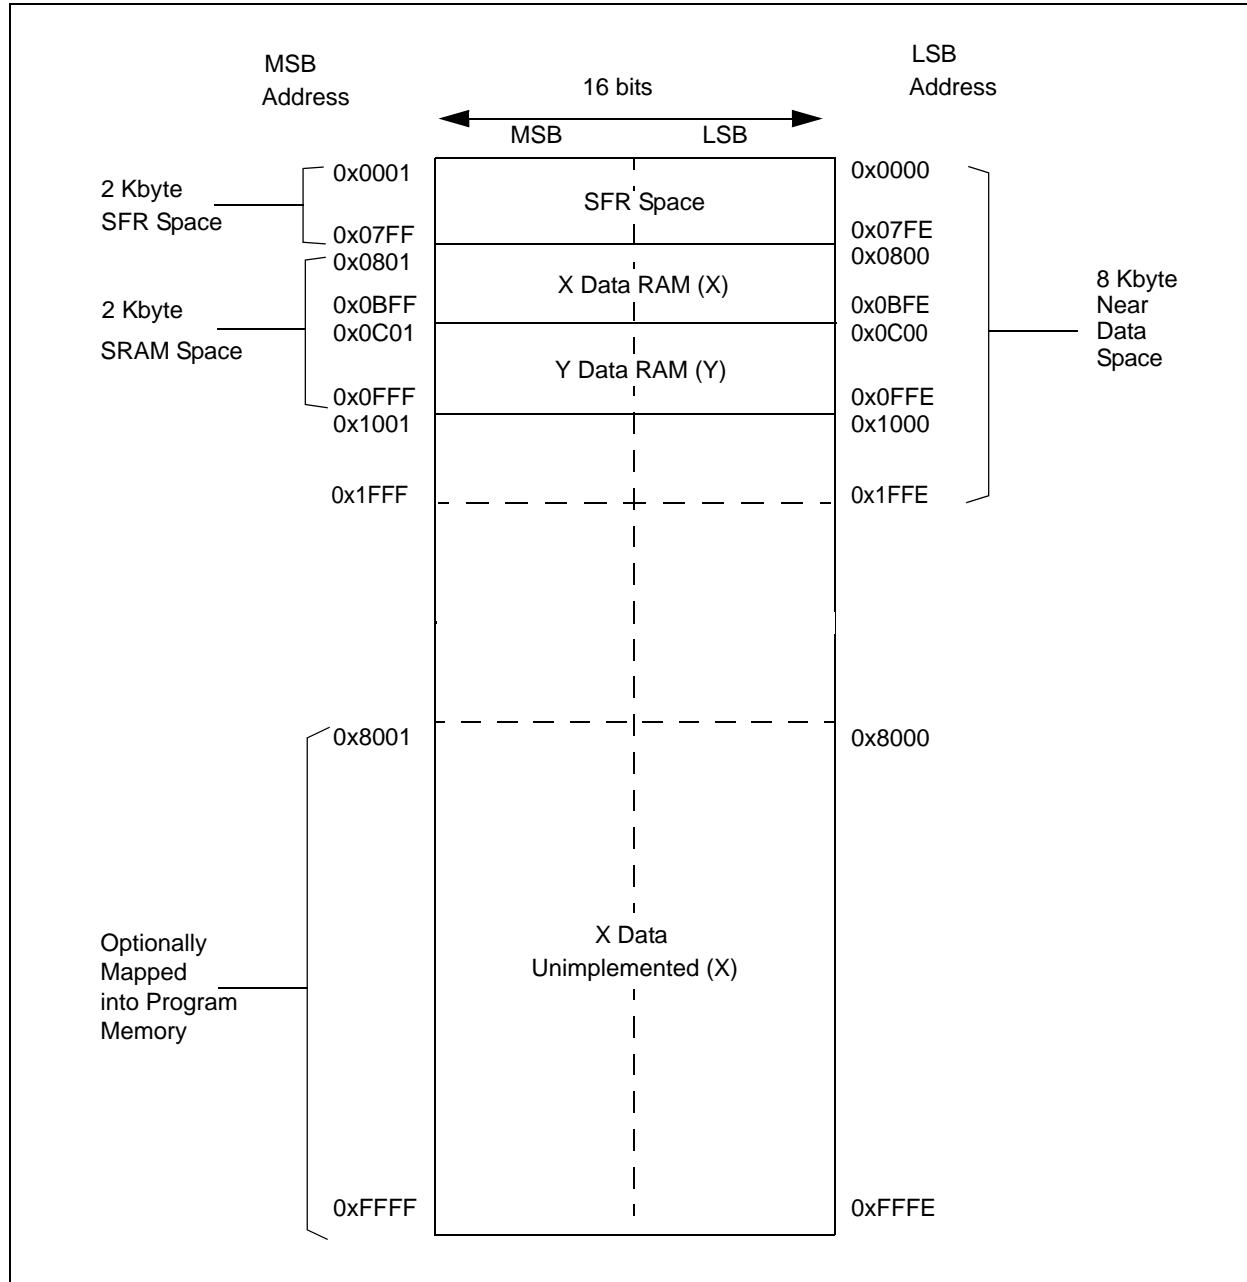 MSB
Address
LSB
Address
16 bits
MSB
LSB
2 Kbyte
SFR Space
0x0001
0x07FF
SFR Space
0x0000
0x07FE
2 Kbyte
SRAM Space
0x0801
0x0BFF
0x0C01
0x0FFF
X Data RAM (X)
Y Data RAM (Y)
0x0800
0x0BFE
0x0C00
0x0FFE
8 Kbyte
Near
Data
Space
0x1001
0x1FFF
0x1000
0x1FFE
Optionally
Mapped
into Program
Memory
0x8001
0xFFFF
X Data
Unimplemented (X)
0x8000
0xFFFE